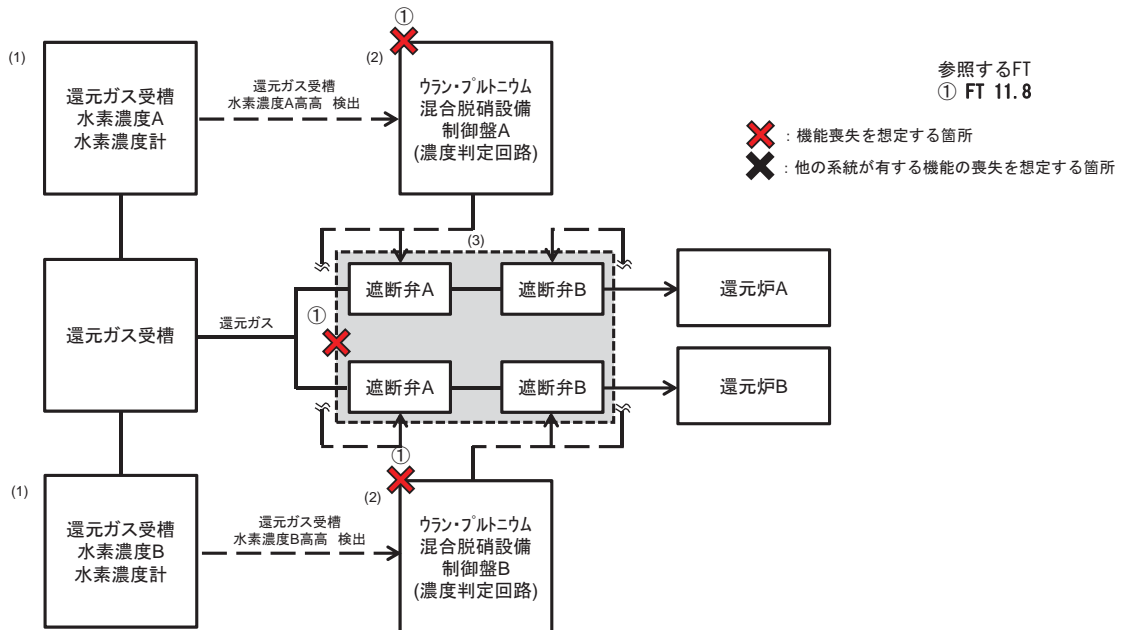 (1)
還元ガス受槽
水素濃度A
水素濃度計
還元ガス受槽
水素濃度A高高 検出
①
(2)
ウラン・プルトニウム
混合脱硝設備
制御盤A
(濃度判定回路)
参照するFT
① FT 11.8
：機能喪失を想定する箇所
：他の系統が有する機能の喪失を想定する箇所
(3)
還元ガス受槽
還元ガス
①
遮断弁A
遮断弁B
還元炉A
遮断弁A
遮断弁B
還元炉B
(1)
還元ガス受槽
水素濃度B
水素濃度計
還元ガス受槽
水素濃度B高高 検出
①
(2)
ウラン・プルトニウム
混合脱硝設備
制御盤B
(濃度判定回路)